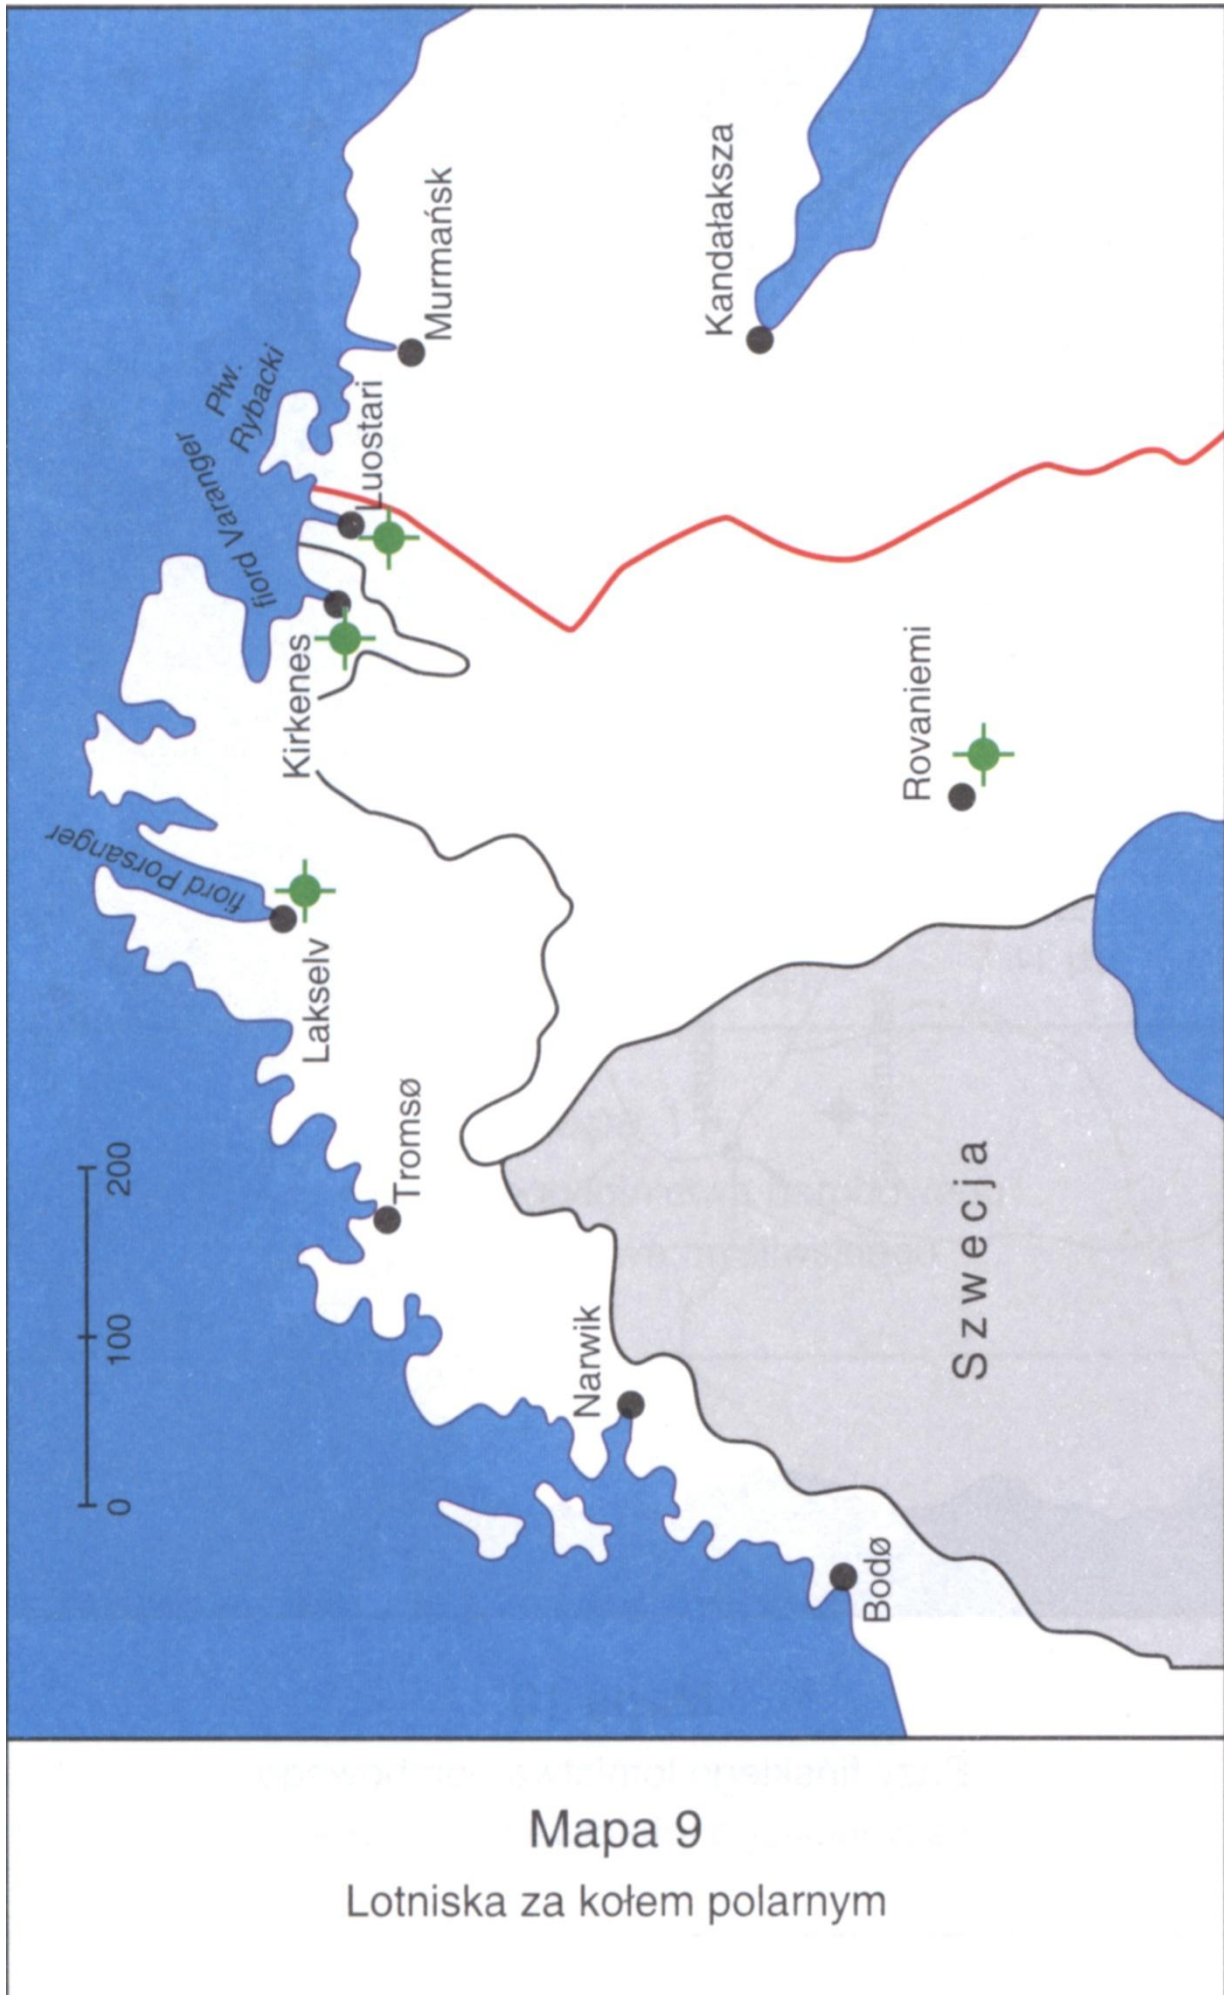 Murmańsk
Kandałaksza
Płw.
Rybacki
fiord Varanger
Luostari
Kirkenes
Rovaniemi
fiord Porsanger
Lakselv
Tromsø
Narwik
Bodø
Szwecja
0
100
200
Mapa 9
Lotniska za kołem polarnym